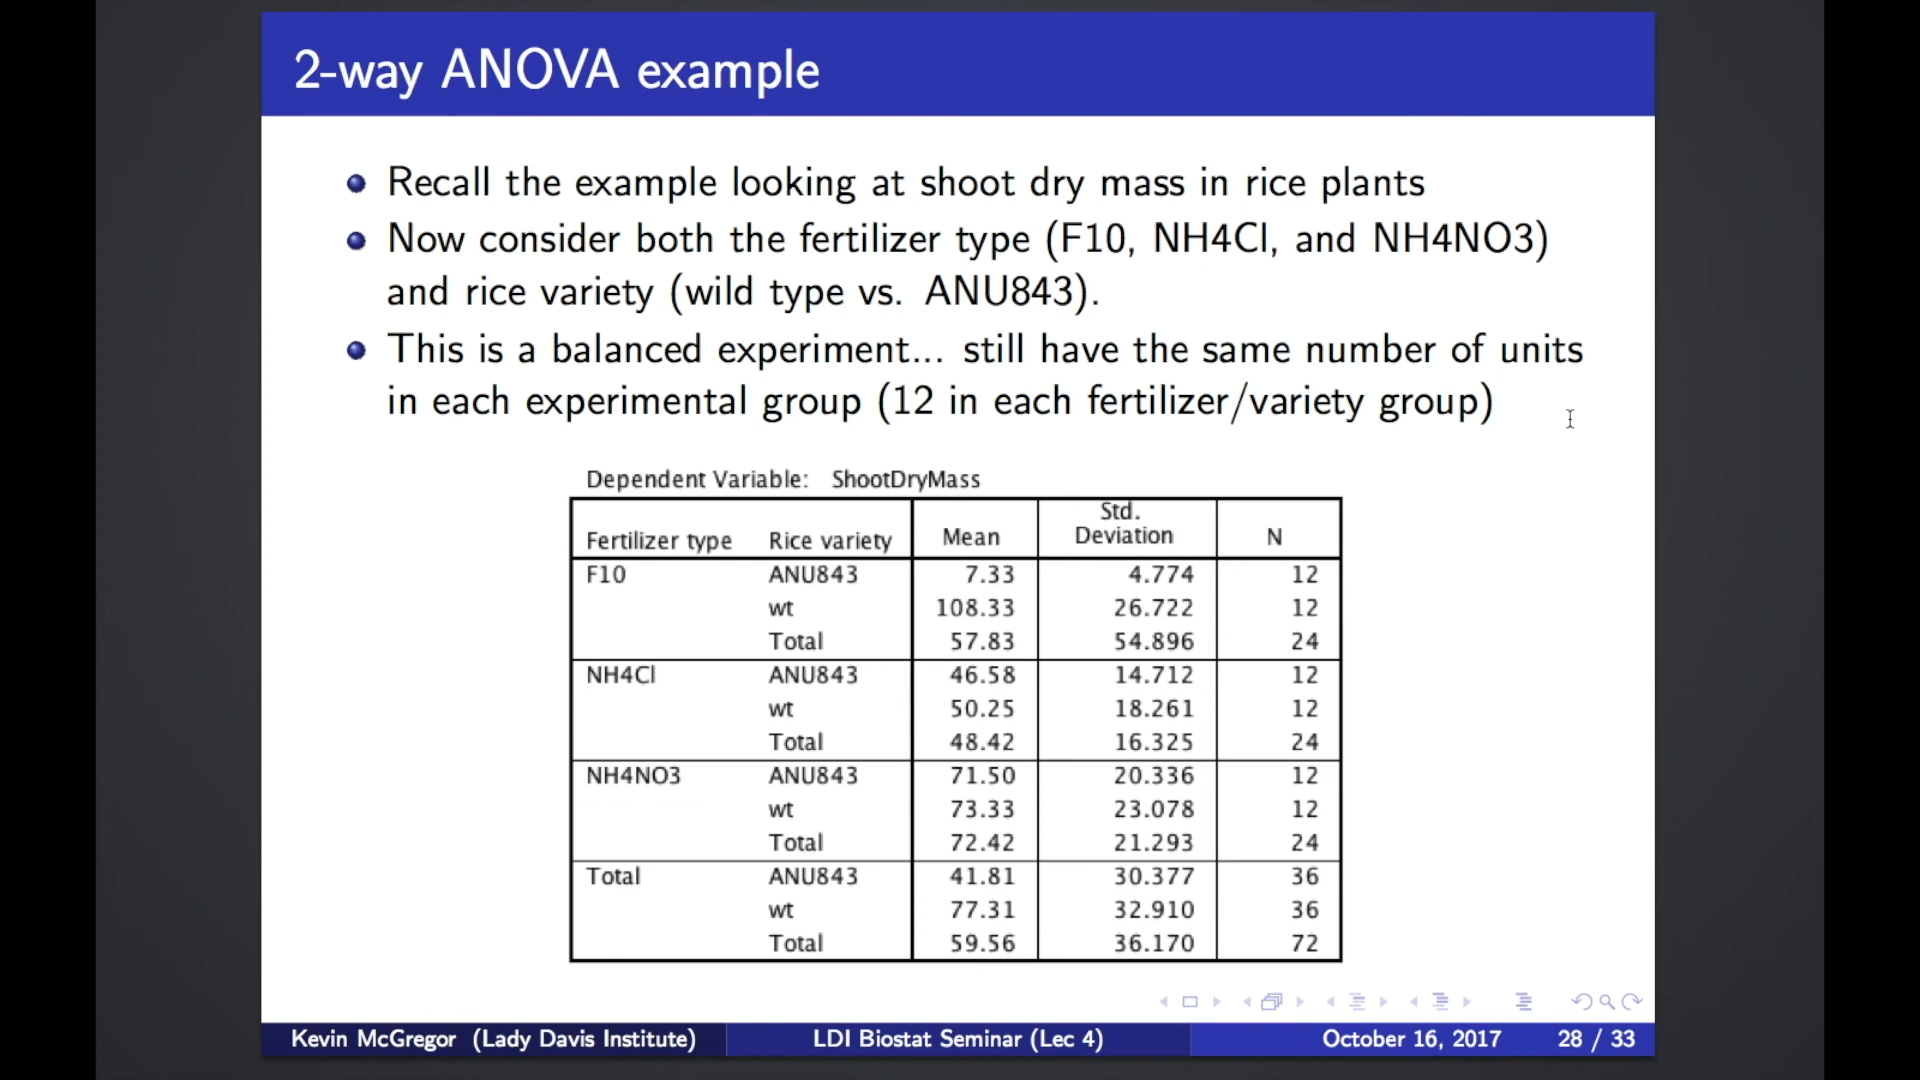 2-way ANOVA example
Recall the example looking at shoot dry mass in rice plants
Now consider both the fertilizer type (F10, NH4Cl, and NH4NO3)
and rice variety (wild type vs. ANU843).
This is a balanced experiment... still have the same number of units
in each experimental group (12 in each fertilizer/variety group)
Dependent Variable: ShootDryMass
Fertilizer type Rice variety Mean Std. Deviation N
F10 ANU843 7.33 4.774 12
wt 108.33 26.722 12
Total 57.83 54.896 24
NH4Cl ANU843 46.58 14.712 12
wt 50.25 18.261 12
Total 48.42 16.325 24
NH4NO3 ANU843 71.50 20.336 12
wt 73.33 23.078 12
Total 72.42 21.293 24
Total ANU843 41.81 30.377 36
wt 77.31 32.910 36
Total 59.56 36.170 72
Kevin McGregor (Lady Davis Institute) LDI Biostat Seminar (Lec 4) October 16, 2017 28 / 33